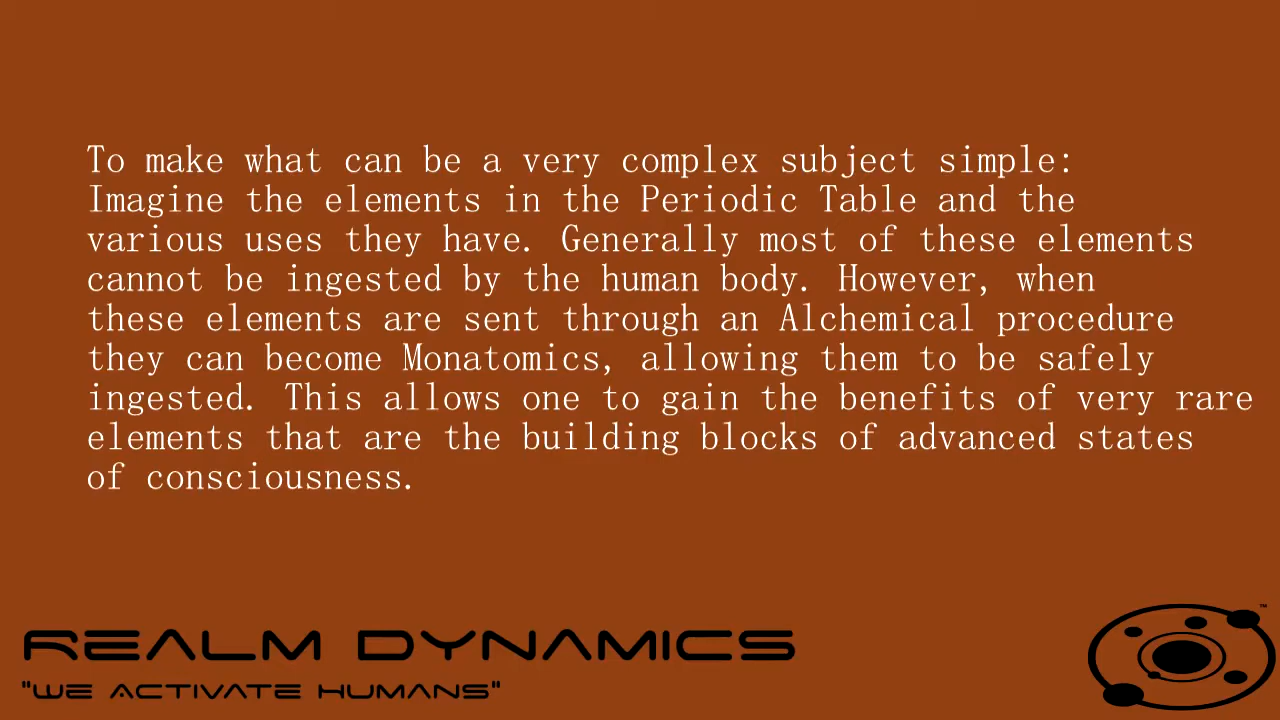 To make what can be a very complex subject simple:
Imagine the elements in the Periodic Table and the
various uses they have. Generally most of these elements
cannot be ingested by the human body. However, when
these elements are sent through an Alchemical procedure
they can become Monatomics, allowing them to be safely
ingested. This allows one to gain the benefits of very rare
elements that are the building blocks of advanced states
of consciousness.
REALM DYNAMICS
"WE ACTIVATE HUMANS"
™